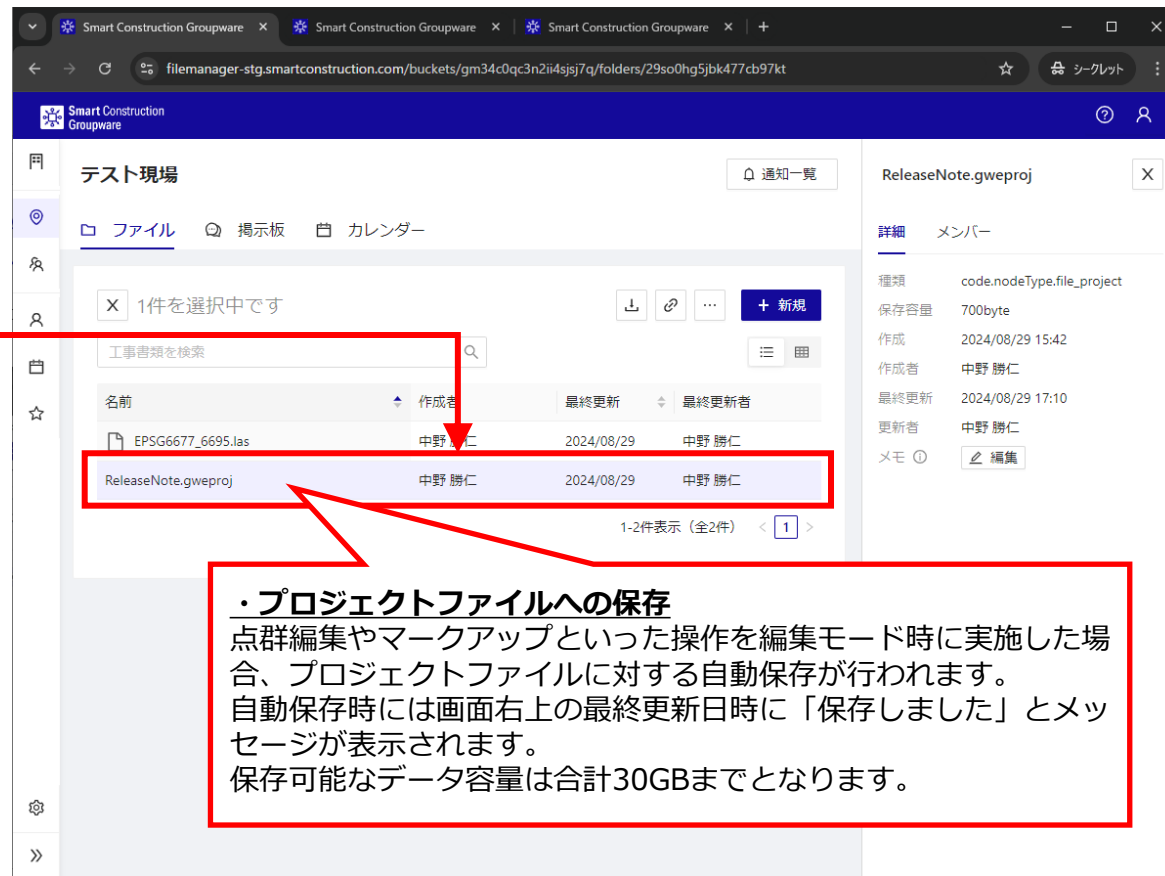 Smart Construction Groupware
Smart Construction Groupware
Smart Construction Groupware
filemanager-stg.smartconstruction.com/buckets/gm34c0qc3n2ii4sjsj7q/folders/29so0hg5jbk477cb97kt
シークレット
Smart Construction
Groupware
テスト現場
通知一覧
ファイル
掲示板
カレンダー
1件を選択中です
+ 新規
工事書類を検索
名前 作成者 最終更新 最終更新者
EPSG6677_6695.las 中野 勝仁 2024/08/29 中野 勝仁
ReleaseNote.gweproj 中野 勝仁 2024/08/29 中野 勝仁
1-2件表示（全2件） < 1 >
ReleaseNote.gweproj
X
詳細 メンバー
種類 code.nodeType.file_project
保存容量 700byte
作成 2024/08/29 15:42
作成者 中野 勝仁
最終更新 2024/08/29 17:10
更新者 中野 勝仁
メモ 編集
・プロジェクトファイルへの保存
点群編集やマークアップといった操作を編集モード時に実施した場
合、プロジェクトファイルに対する自動保存が行われます。
自動保存時には画面右上の最終更新日時に「保存しました」とメッ
セージが表示されます。
保存可能なデータ容量は合計30GBまでとなります。